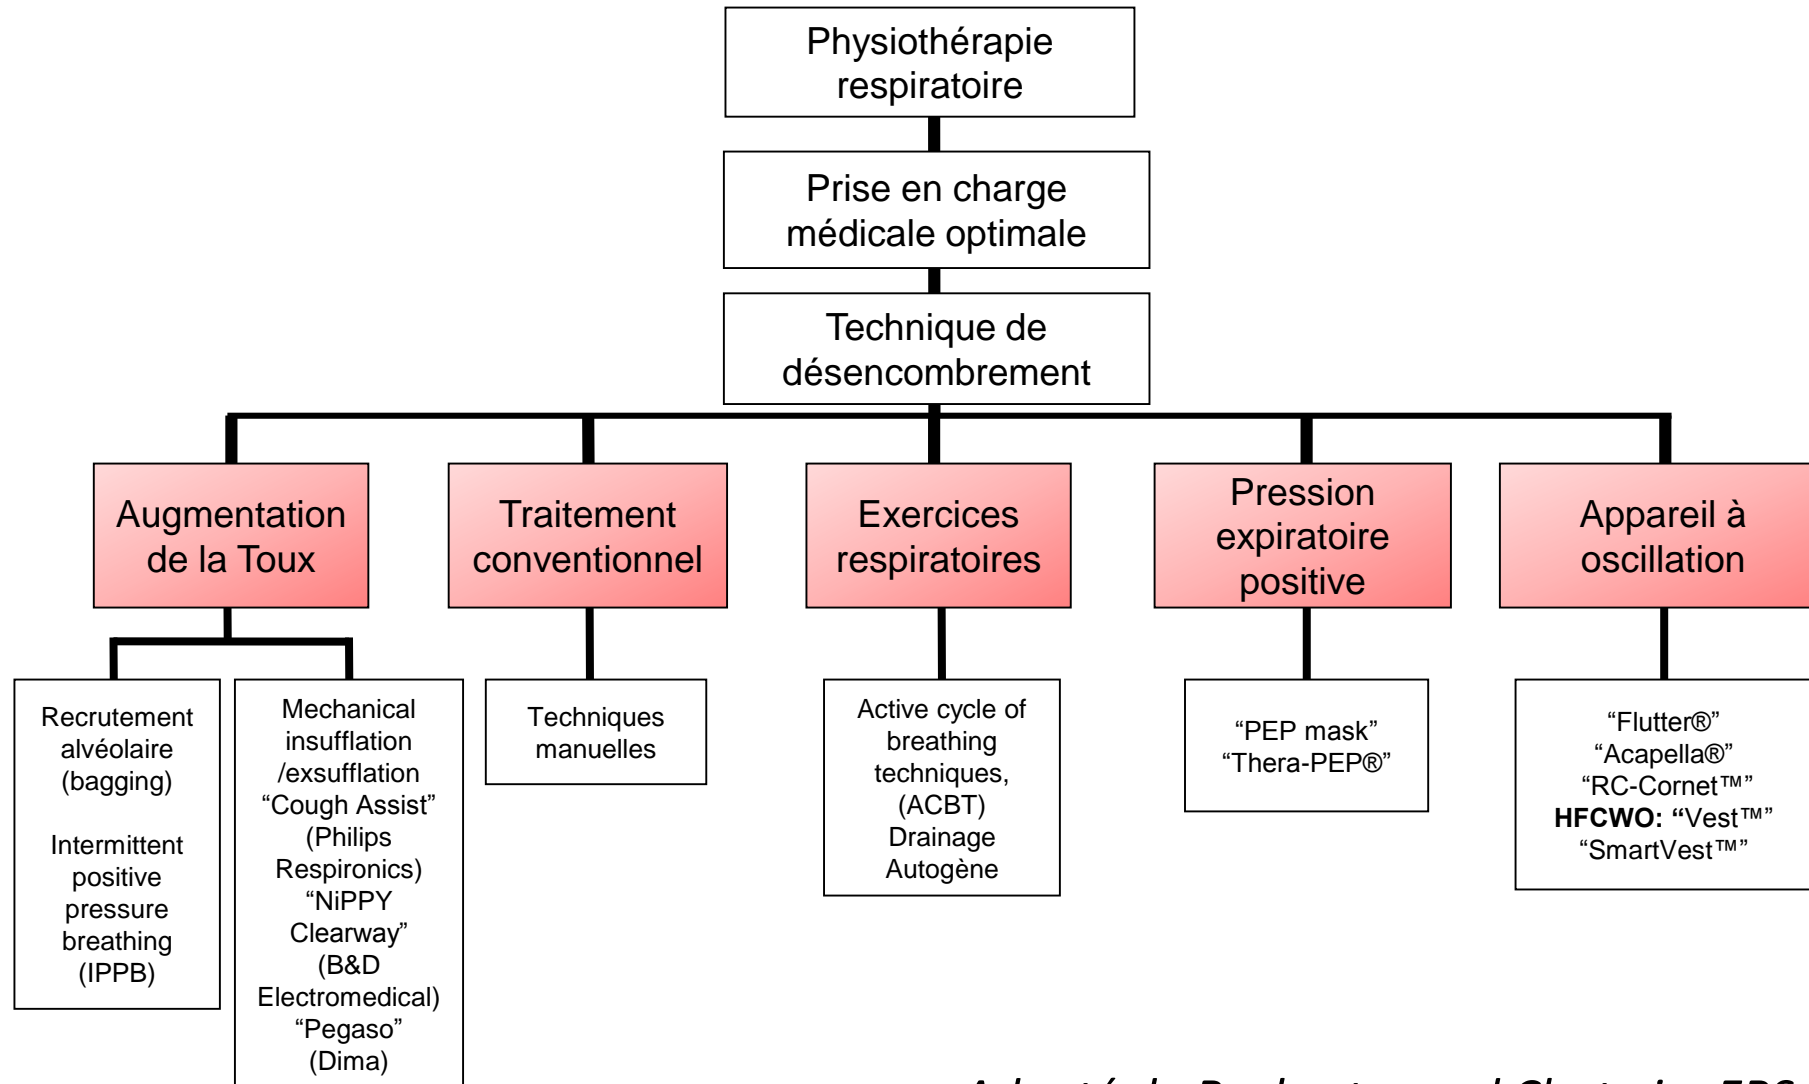 Physiothérapie
respiratoire
Prise en charge
médicale optimale
Technique de
désencombrement
Augmentation
de la Toux
Traitement
conventionnel
Exercices
respiratoires
Pression
expiratoire
positive
Appareil à
oscillation
Recrutement
alvéolaire
(bagging)
Intermittent
positive
pressure
breathing
(IPPB)
Mechanical
insufflation
/exsufflation
“Cough Assist”
(Philips
Respironics)
“NiPPY
Clearway”
(B&D
Electromedical)
“Pegaso”
(Dima)
Techniques
manuelles
Active cycle of
breathing
techniques,
(ACBT)
Drainage
Autogène
“PEP mask”
“Thera-PEP®”
“Flutter®”
“Acapella®”
“RC-Cornet™”
HFCWO: “Vest™”
“SmartVest™”